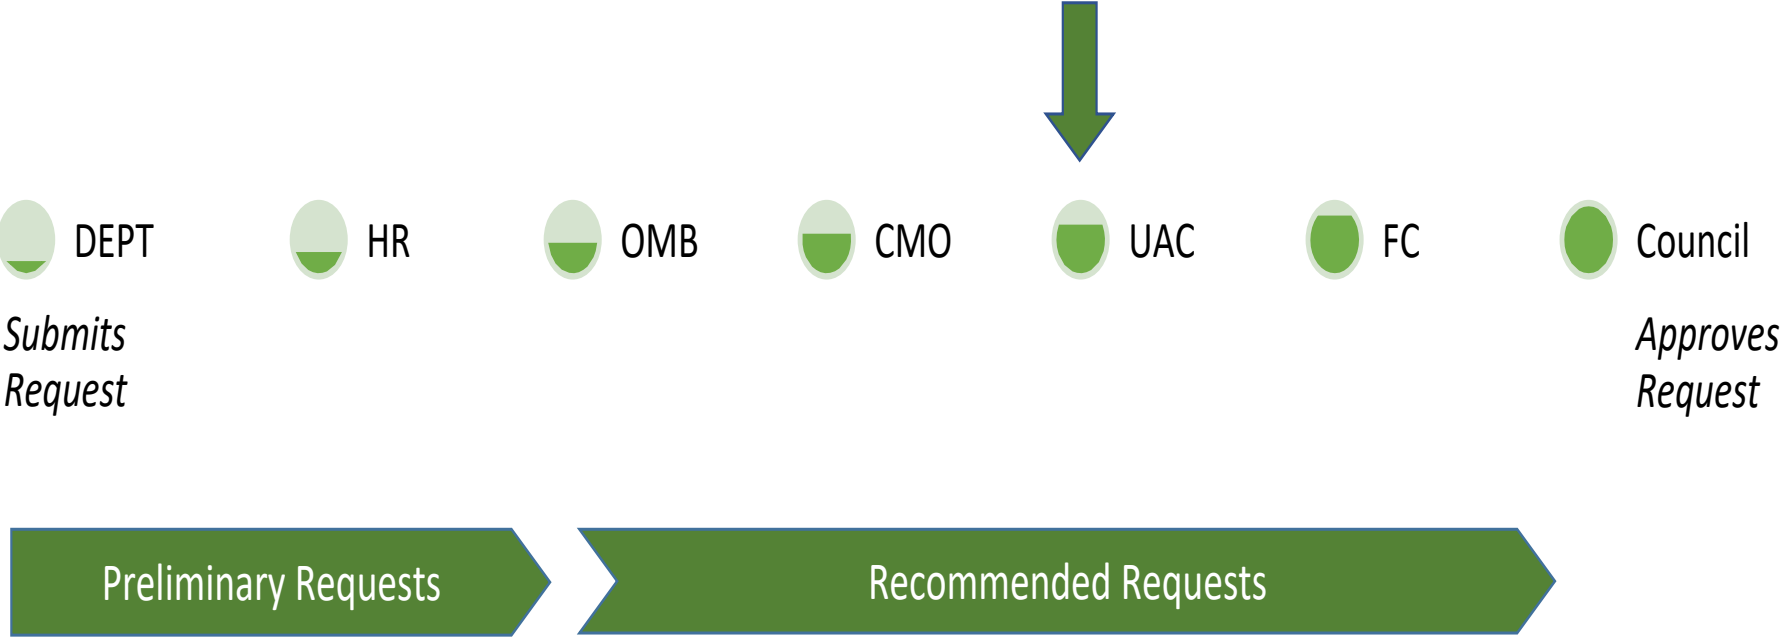 DEPT
HR
OMB
CMO
UAC
FC
Council
Submits
Request
Approves
Request
Preliminary Requests
Recommended Requests